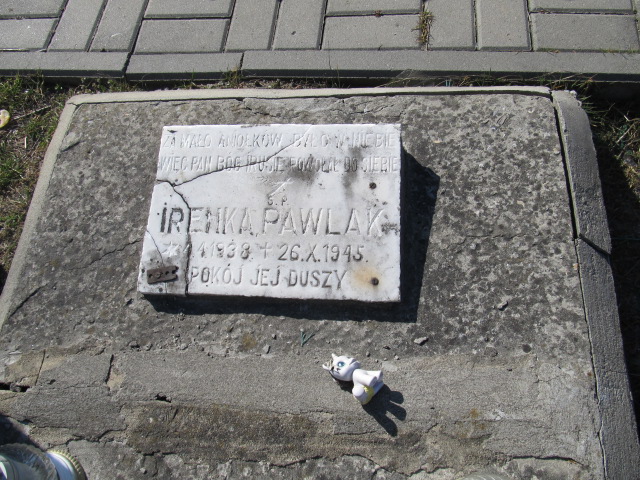 ZA MAŁO ANIOŁKÓW BYŁO W NIEBIE
WIĘC PAN BÓG IRUSIĘ POWOŁAŁ DO SIEBIE
Ś.P.
IRENKA PAWLAK
1938 + 26.X.1945.
POKÓJ JEJ DUSZY